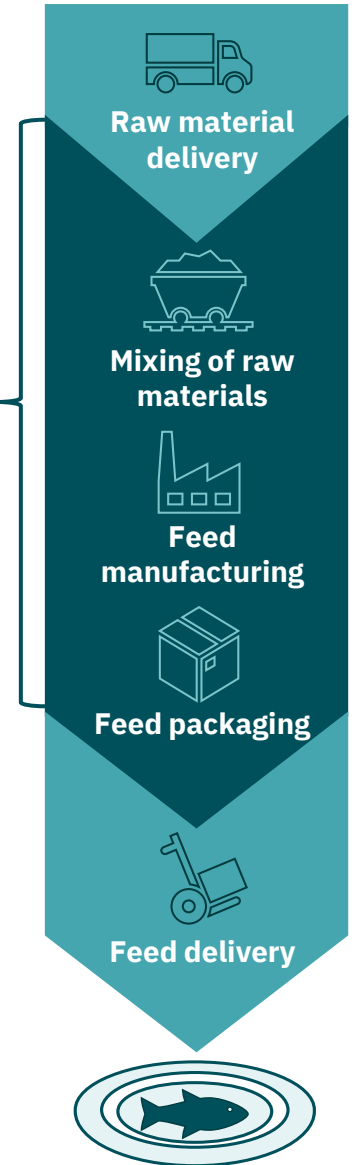 Raw material
delivery
Mixing of raw
materials
Feed
manufacturing
Feed packaging
Feed delivery